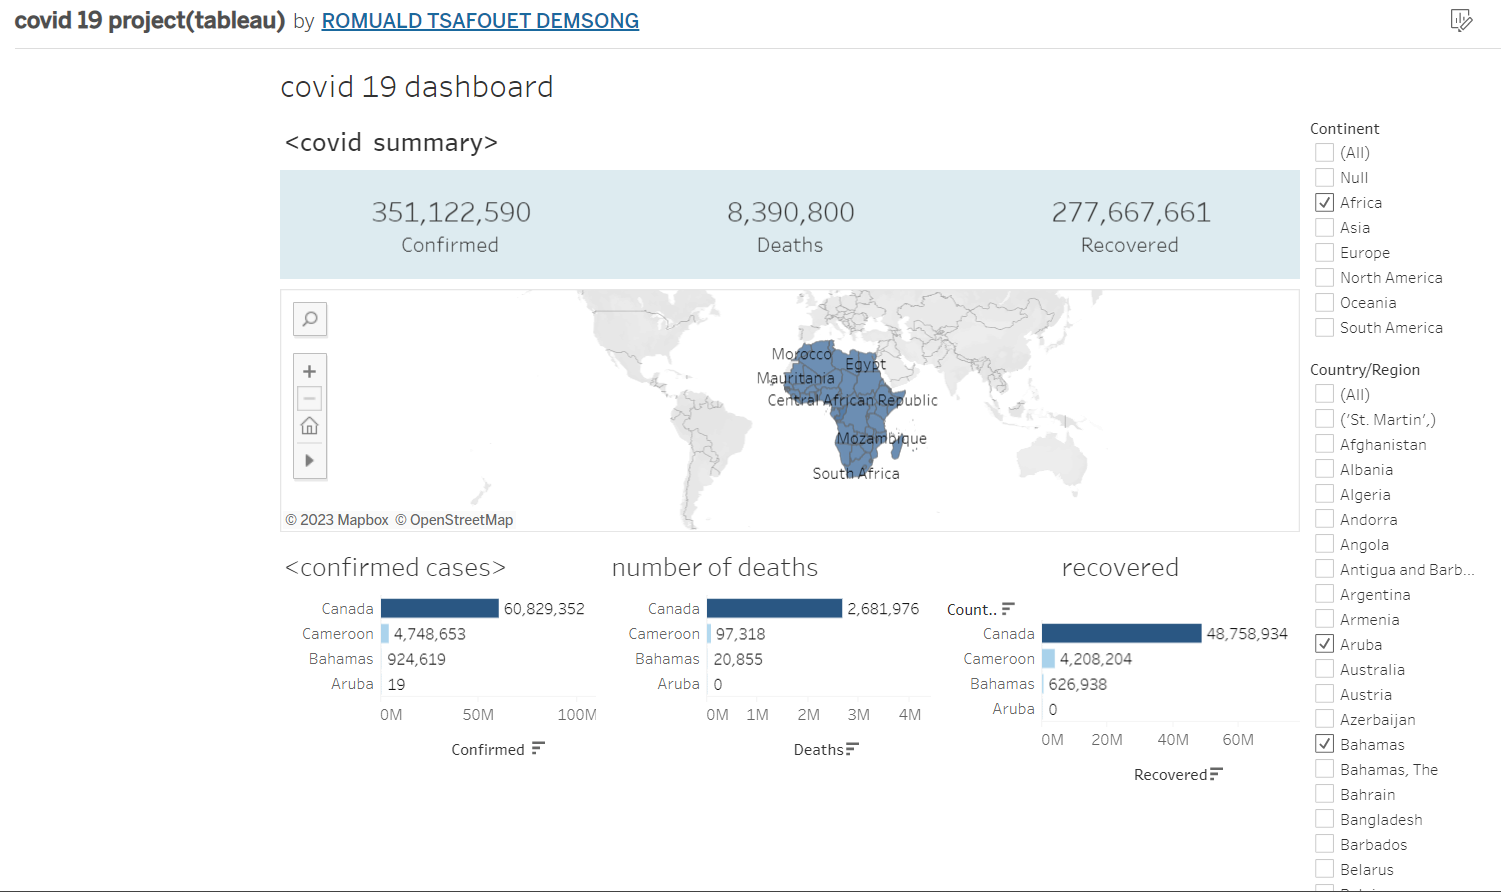 covid 19 project(tableau) by ROMUALD TSAFOUET DEMSONG
covid 19 dashboard
<covid summary>
351,122,590
Confirmed
8,390,800
Deaths
277,667,661
Recovered
Morocco
Egypt
Mauritania
Central African Republic
Mozambique
South Africa
© 2023 Mapbox © OpenStreetMap
<confirmed cases>
Canada 60,829,352
Cameroon 4,748,653
Bahamas 924,619
Aruba 19
0M 50M 100M
Confirmed
number of deaths
Canada 2,681,976
Cameroon 97,318
Bahamas 20,855
Aruba 0
0M 1M 2M 3M 4M
Deaths
recovered
Count..
Canada 48,758,934
Cameroon 4,208,204
Bahamas 626,938
Aruba 0
0M 20M 40M 60M
Recovered
Continent
(All)
Null
Africa
Asia
Europe
North America
Oceania
South America
Country/Region
(All)
('St. Martin',)
Afghanistan
Albania
Algeria
Andorra
Angola
Antigua and Barb...
Argentina
Armenia
Aruba
Australia
Austria
Azerbaijan
Bahamas
Bahamas, The
Bahrain
Bangladesh
Barbados
Belarus